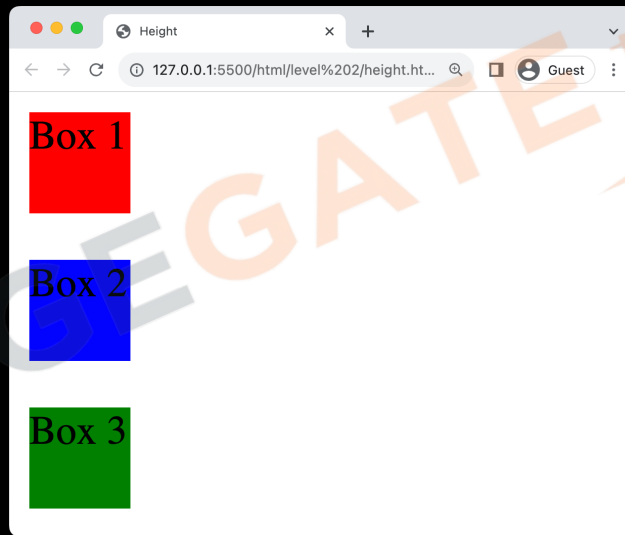 Height
127.0.0.1:5500/html/level%202/height.ht...
Guest
Box 1
Box 2
Box 3
GEGATE